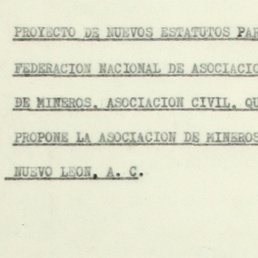 PROYECTO DE NUEVOS ESTATUTOS PAR
FEDERACION NACIONAL DE ASOCIACIO
DE MINEROS. ASOCIACION CIVIL. QU
PROPONE LA ASOCIACION DE MINEROS
NUEVO LEON, A. C.